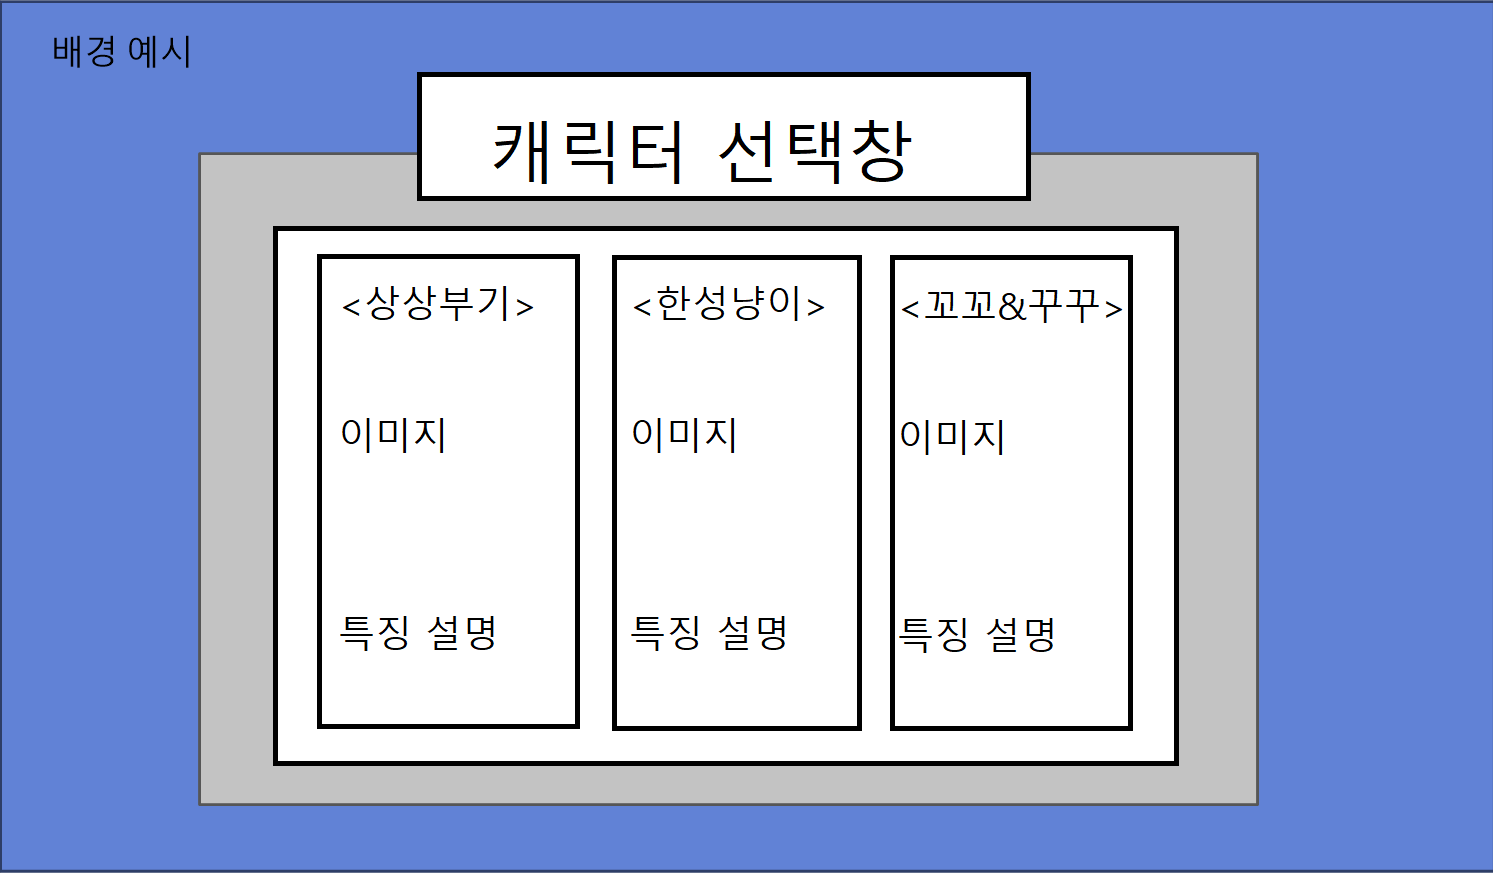 배경 예시
캐릭터 선택창
<상상부기>
이미지
특징 설명
<한성냥이>
이미지
특징 설명
<꼬꼬&꾸꾸>
이미지
특징 설명